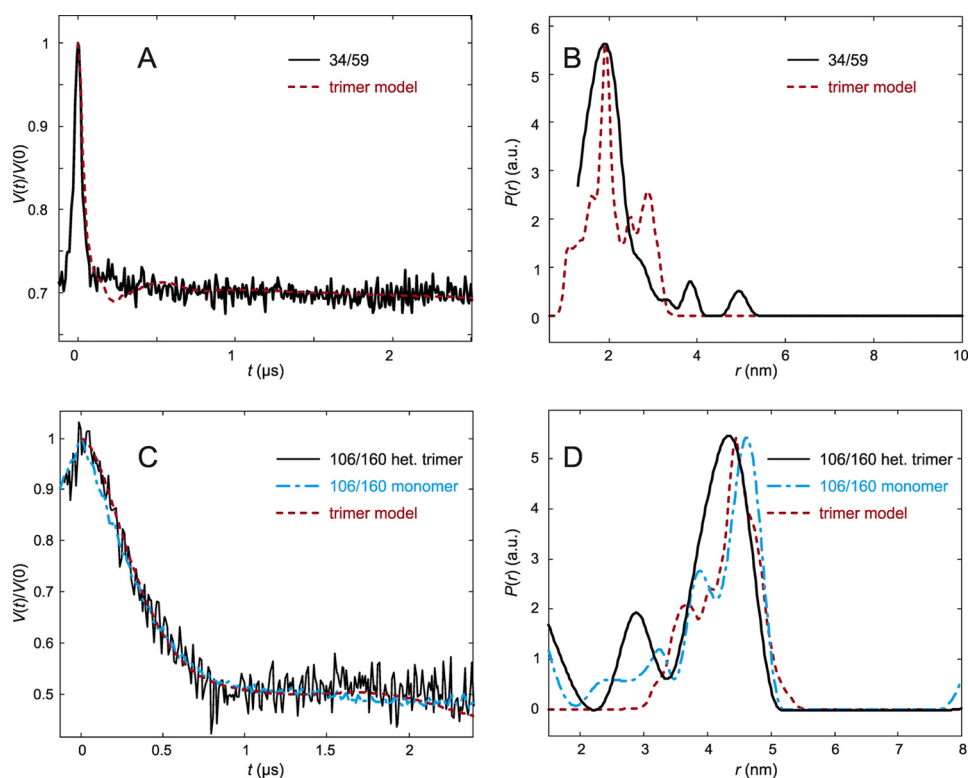 A
34/59
trimer model
1
0.9
0.8
0.7
V(t)/V(0)
0
1
2
t (µs)
B
34/59
trimer model
6
5
4
3
2
1
0
P(r) (a.u.)
2
4
6
8
10
r (nm)
C
106/160 het. trimer
106/160 monomer
trimer model
1
0.9
0.8
0.7
0.6
0.5
V(t)/V(0)
0
0.5
1
1.5
2
t (µs)
D
106/160 het. trimer
106/160 monomer
trimer model
5
4
3
2
1
0
P(r) (a.u.)
2
3
4
5
6
7
8
r (nm)